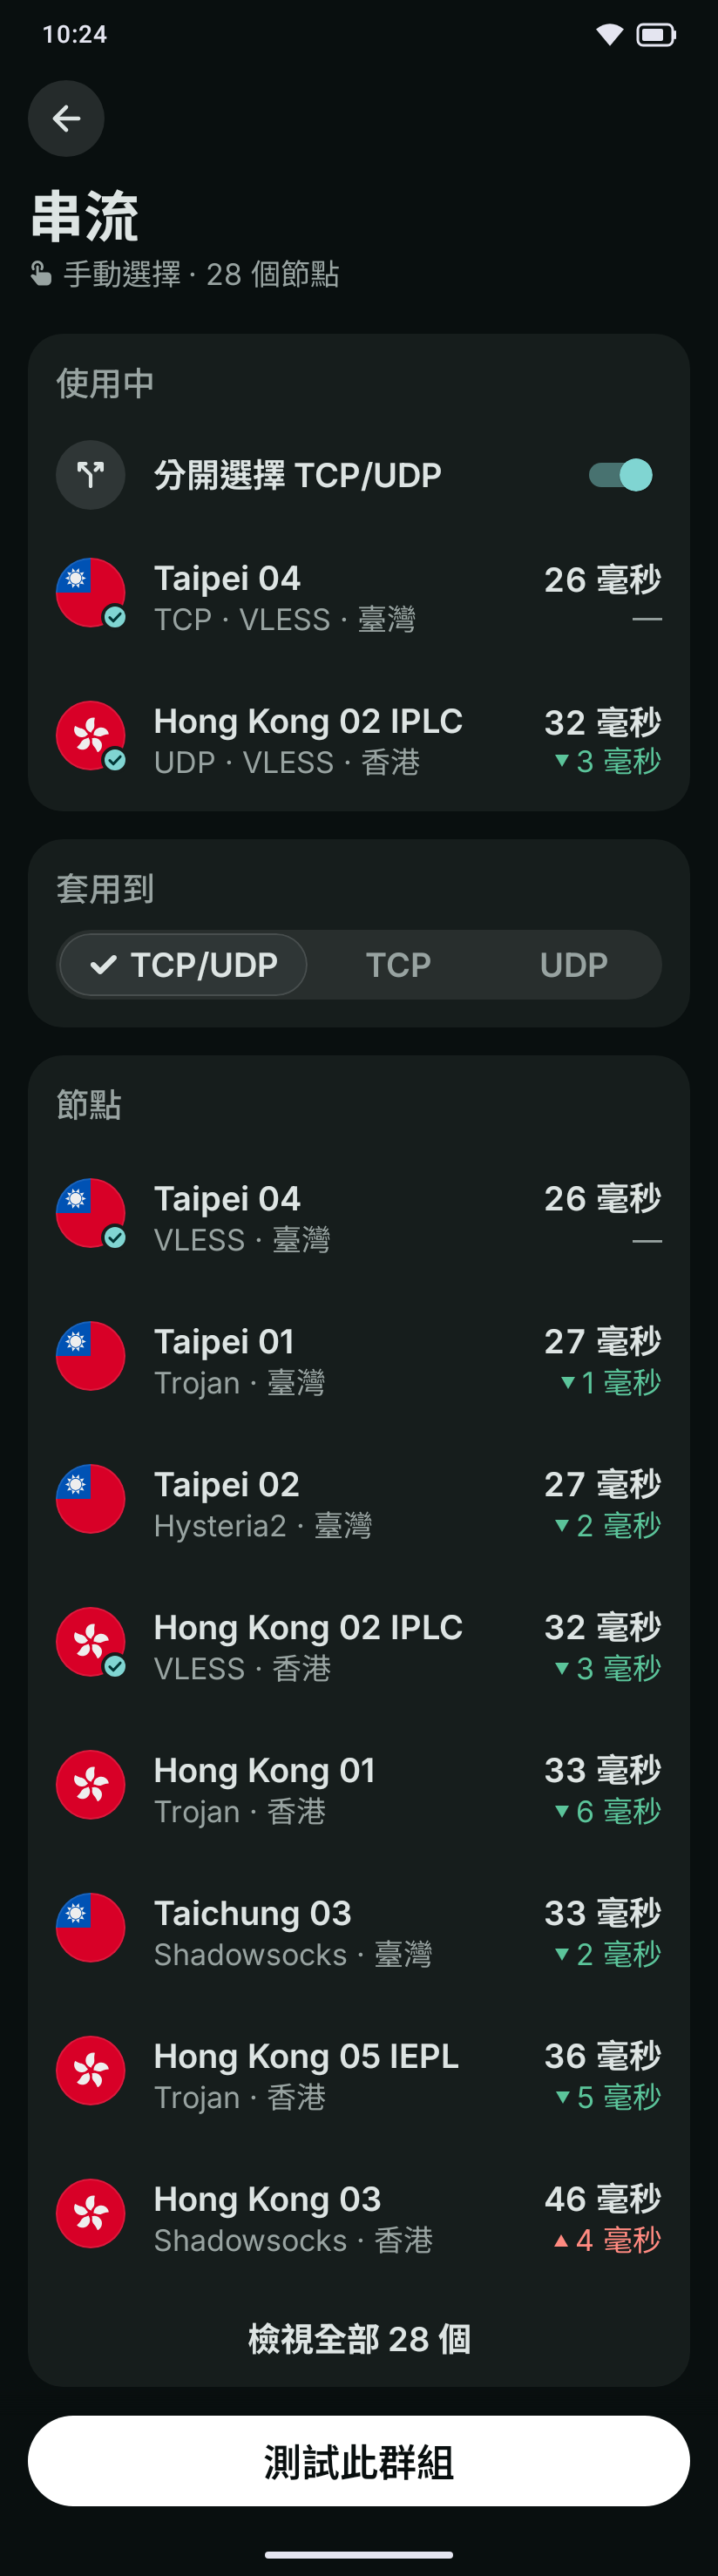 10:24
串流
手動選擇 · 28 個節點
使用中
分開選擇 TCP/UDP
Taipei 04
26 毫秒
TCP · VLESS · 臺灣
—
Hong Kong 02 IPLC
32 毫秒
UDP · VLESS · 香港
▼3 毫秒
套用到
TCP/UDP
TCP
UDP
節點
Taipei 04
26 毫秒
VLESS · 臺灣
—
Taipei 01
27 毫秒
Trojan · 臺灣
▼1 毫秒
Taipei 02
27 毫秒
Hysteria2 · 臺灣
▼2 毫秒
Hong Kong 02 IPLC
32 毫秒
VLESS · 香港
▼3 毫秒
Hong Kong 01
33 毫秒
Trojan · 香港
▼6 毫秒
Taichung 03
33 毫秒
Shadowsocks · 臺灣
▼2 毫秒
Hong Kong 05 IEPL
36 毫秒
Trojan · 香港
▼5 毫秒
Hong Kong 03
46 毫秒
Shadowsocks · 香港
▲4 毫秒
檢視全部 28 個
測試此群組